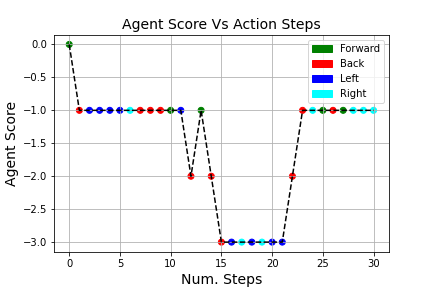 Agent Score Vs Action Steps
Agent Score
0.0
−0.5
−1.0
−1.5
−2.0
−2.5
−3.0
Forward
Back
Left
Right
0 5 10 15 20 25 30
Num. Steps